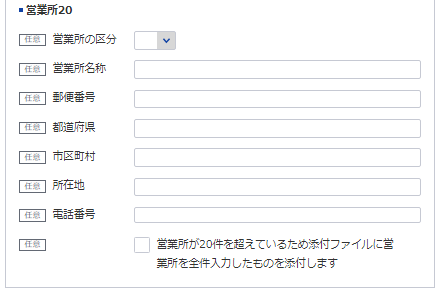 営業所20
任意 営業所の区分
任意 営業所名称
任意 郵便番号
任意 都道府県
任意 市区町村
任意 所在地
任意 電話番号
任意 営業所が20件を超えているため添付ファイルに営
業所を全件入力したものを添付します